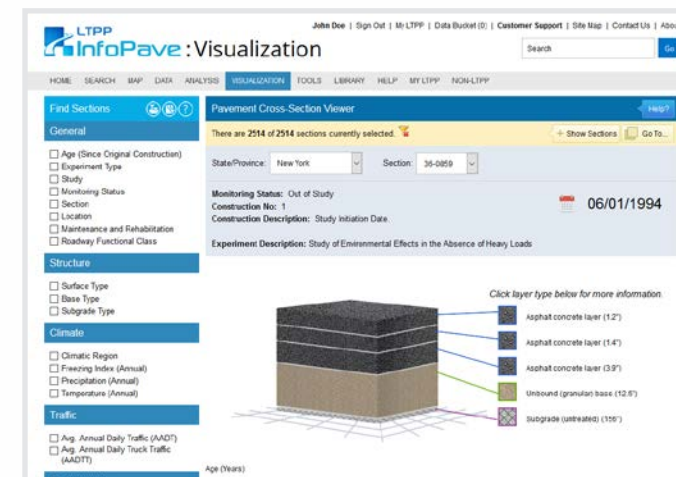 John Doe | Sign Out | My LTPP | Data Bucket (0) | Customer Support | Site Map | Contact Us |
LTPP
InfoPave : Visualization
Search
Go
HOME SEARCH MAP DATA ANALYSIS VISUALIZATION TOOLS LIBRARY HELP MY LTPP NON-LTPP
Find Sections
?
General
Age (Since Original Construction)
Experiment Type
Study
Monitoring Status
Section
Location
Maintenance and Rehabilitation
Roadway Functional Class
Structure
Surface Type
Base Type
Subgrade Type
Climate
Climatic Region
Freezing Index (Annual)
Precipitation (Annual)
Temperature (Annual)
Traffic
Avg. Annual Daily Traffic (AADT)
Avg. Annual Daily Truck Traffic
(AADTT)
Pavement Cross-Section Viewer
Help?
There are 2514 of 2514 sections currently selected.
+ Show Sections
Go To...
State/Province: New York Section: 36-0859
Monitoring Status: Out of Study
Construction No: 1
Construction Description: Study Initiation Date.
06/01/1994
Experiment Description: Study of Environmental Effects in the Absence of Heavy Loads
Click layer type below for more information.
Asphalt concrete layer (1.2")
Asphalt concrete layer (1.4")
Asphalt concrete layer (3.9")
Unbound (granular) base (12.6")
Subgrade (untreated) (156")
Age (Years)